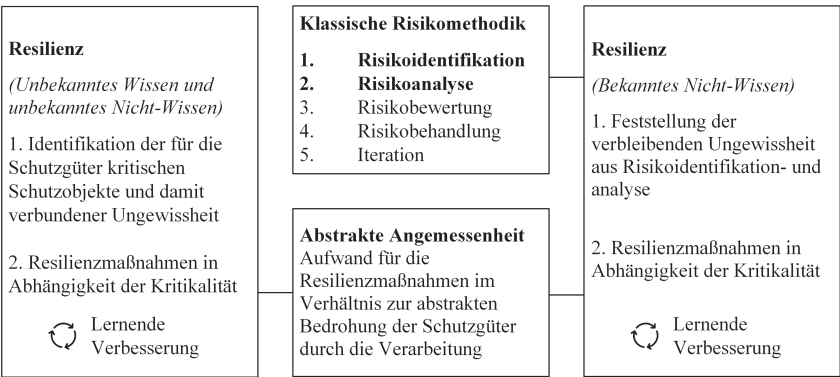 Resilienz
(Unbekanntes Wissen und
unbekanntes Nicht-Wissen)
1. Identifikation der für die
Schutzgüter kritischen
Schutzobjekte und damit
verbundener Ungewissheit
2. Resilienzmaßnahmen in
Abhängigkeit der Kritikalität
Lernende
Verbesserung
Klassische Risikomethodik
1. Risikoidentifikation
2. Risikoanalyse
3. Risikobewertung
4. Risikobehandlung
5. Iteration
Abstrakte Angemessenheit
Aufwand für die
Resilienzmaßnahmen im
Verhältnis zur abstrakten
Bedrohung der Schutzgüter
durch die Verarbeitung
Resilienz
(Bekanntes Nicht-Wissen)
1. Feststellung der
verbleibenden Ungewissheit
aus Risikoidentifikation- und
analyse
2. Resilienzmaßnahmen in
Abhängigkeit der Kritikalität
Lernende
Verbesserung